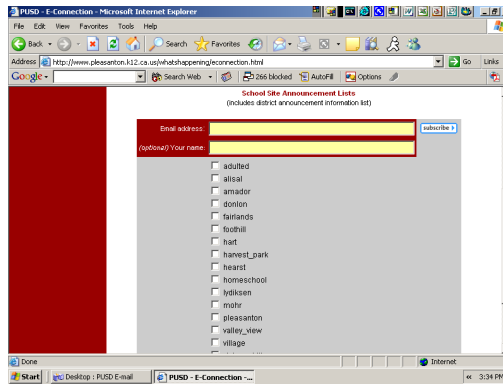 PUSD - E-Connection - Microsoft Internet Explorer
File Edit View Favorites Tools Help
Back Search Favorites
Address http://www.pleasanton.k12.ca.us/whatshappening/econnection.html Go Links
Google Search Web 266 blocked AutoFill Options
School Site Announcement Lists
(includes district announcement information list)
Email address: subscribe
(optional) Your name:
adulted
alisal
amador
donlon
fairlands
foothill
hart
harvest_park
hearst
homeschool
lydiksen
mohr
pleasanton
valley_view
village
Done Internet
Start Desktop : PUSD E-mail PUSD - E-Connection -... 3:34 PM